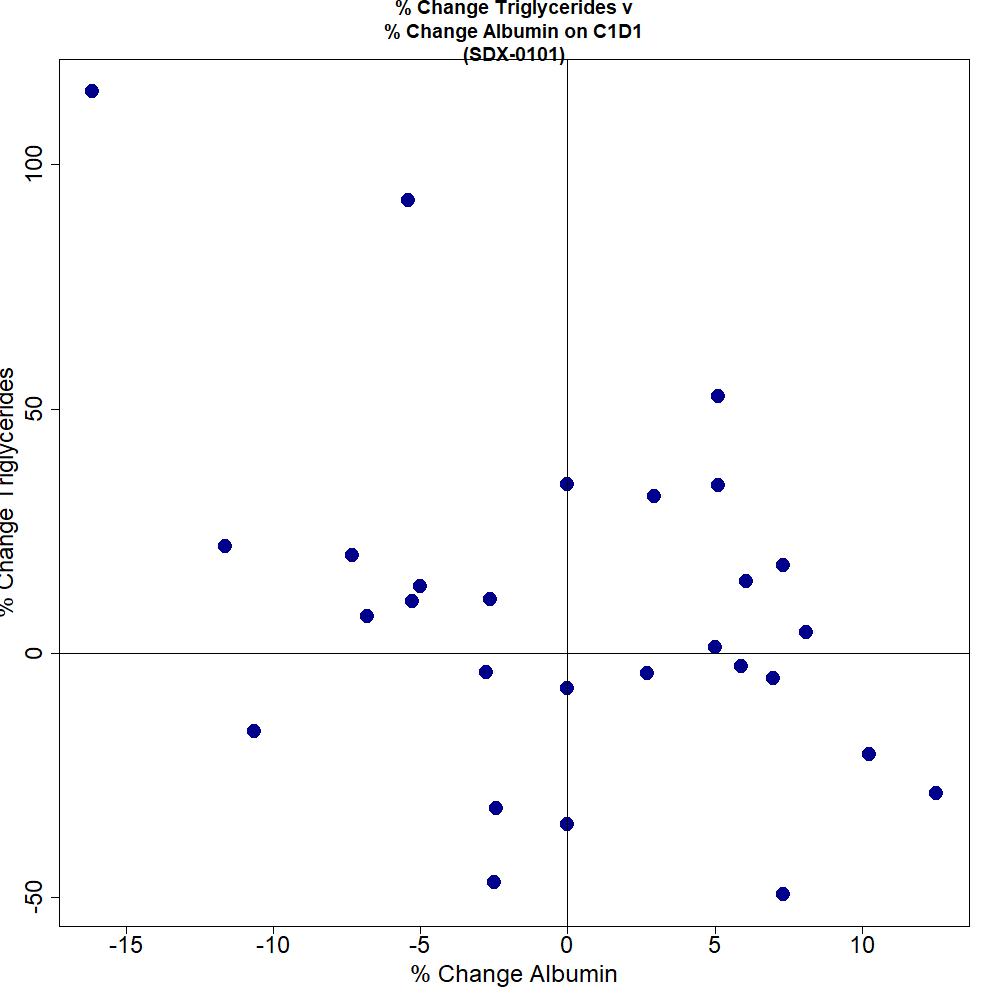 % Change Triglycerides v
% Change Albumin on C1D1
(SDX-0101)
% Change Triglycerides
100
50
0
-50
-15
-10
-5
0
5
10
% Change Albumin